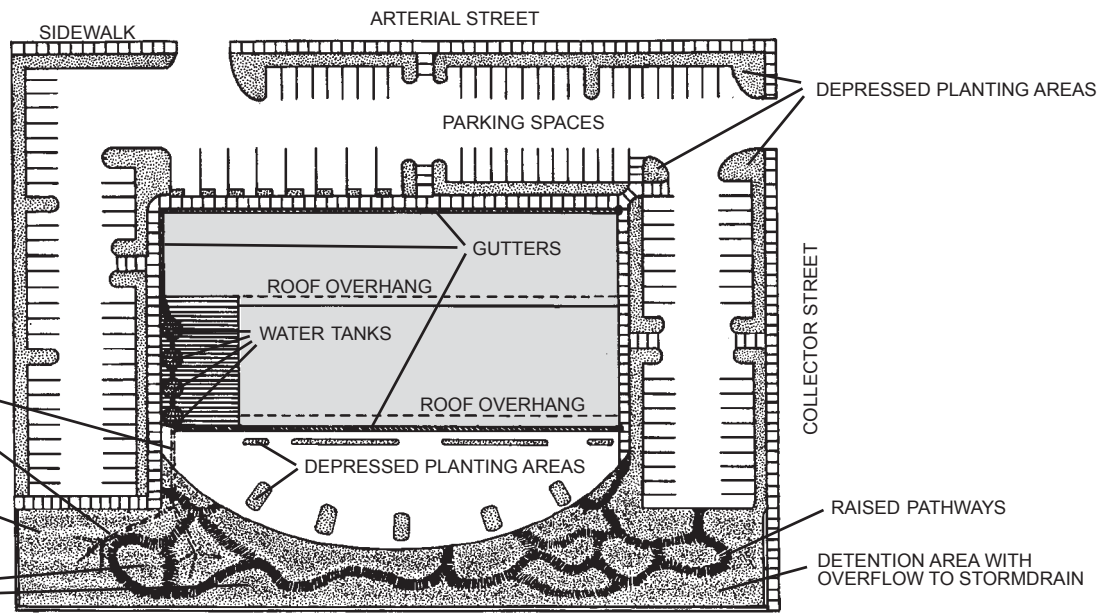 ARTERIAL STREET
SIDEWALK
DEPRESSED PLANTING AREAS
PARKING SPACES
GUTTERS
COLLECTOR STREET
ROOF OVERHANG
WATER TANKS
ROOF OVERHANG
DEPRESSED PLANTING AREAS
RAISED PATHWAYS
DETENTION AREA WITH
OVERFLOW TO STORMDRAIN